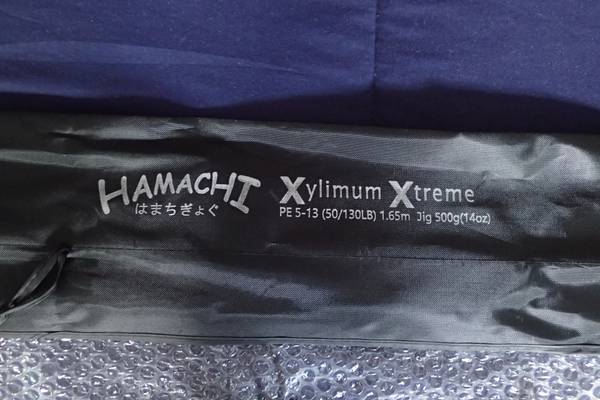 HAMACHI
はまちぎょぐ
Xylimum Xtreme
PE 5-13 (50/130LB) 1.65m Jig 500g(14oz)